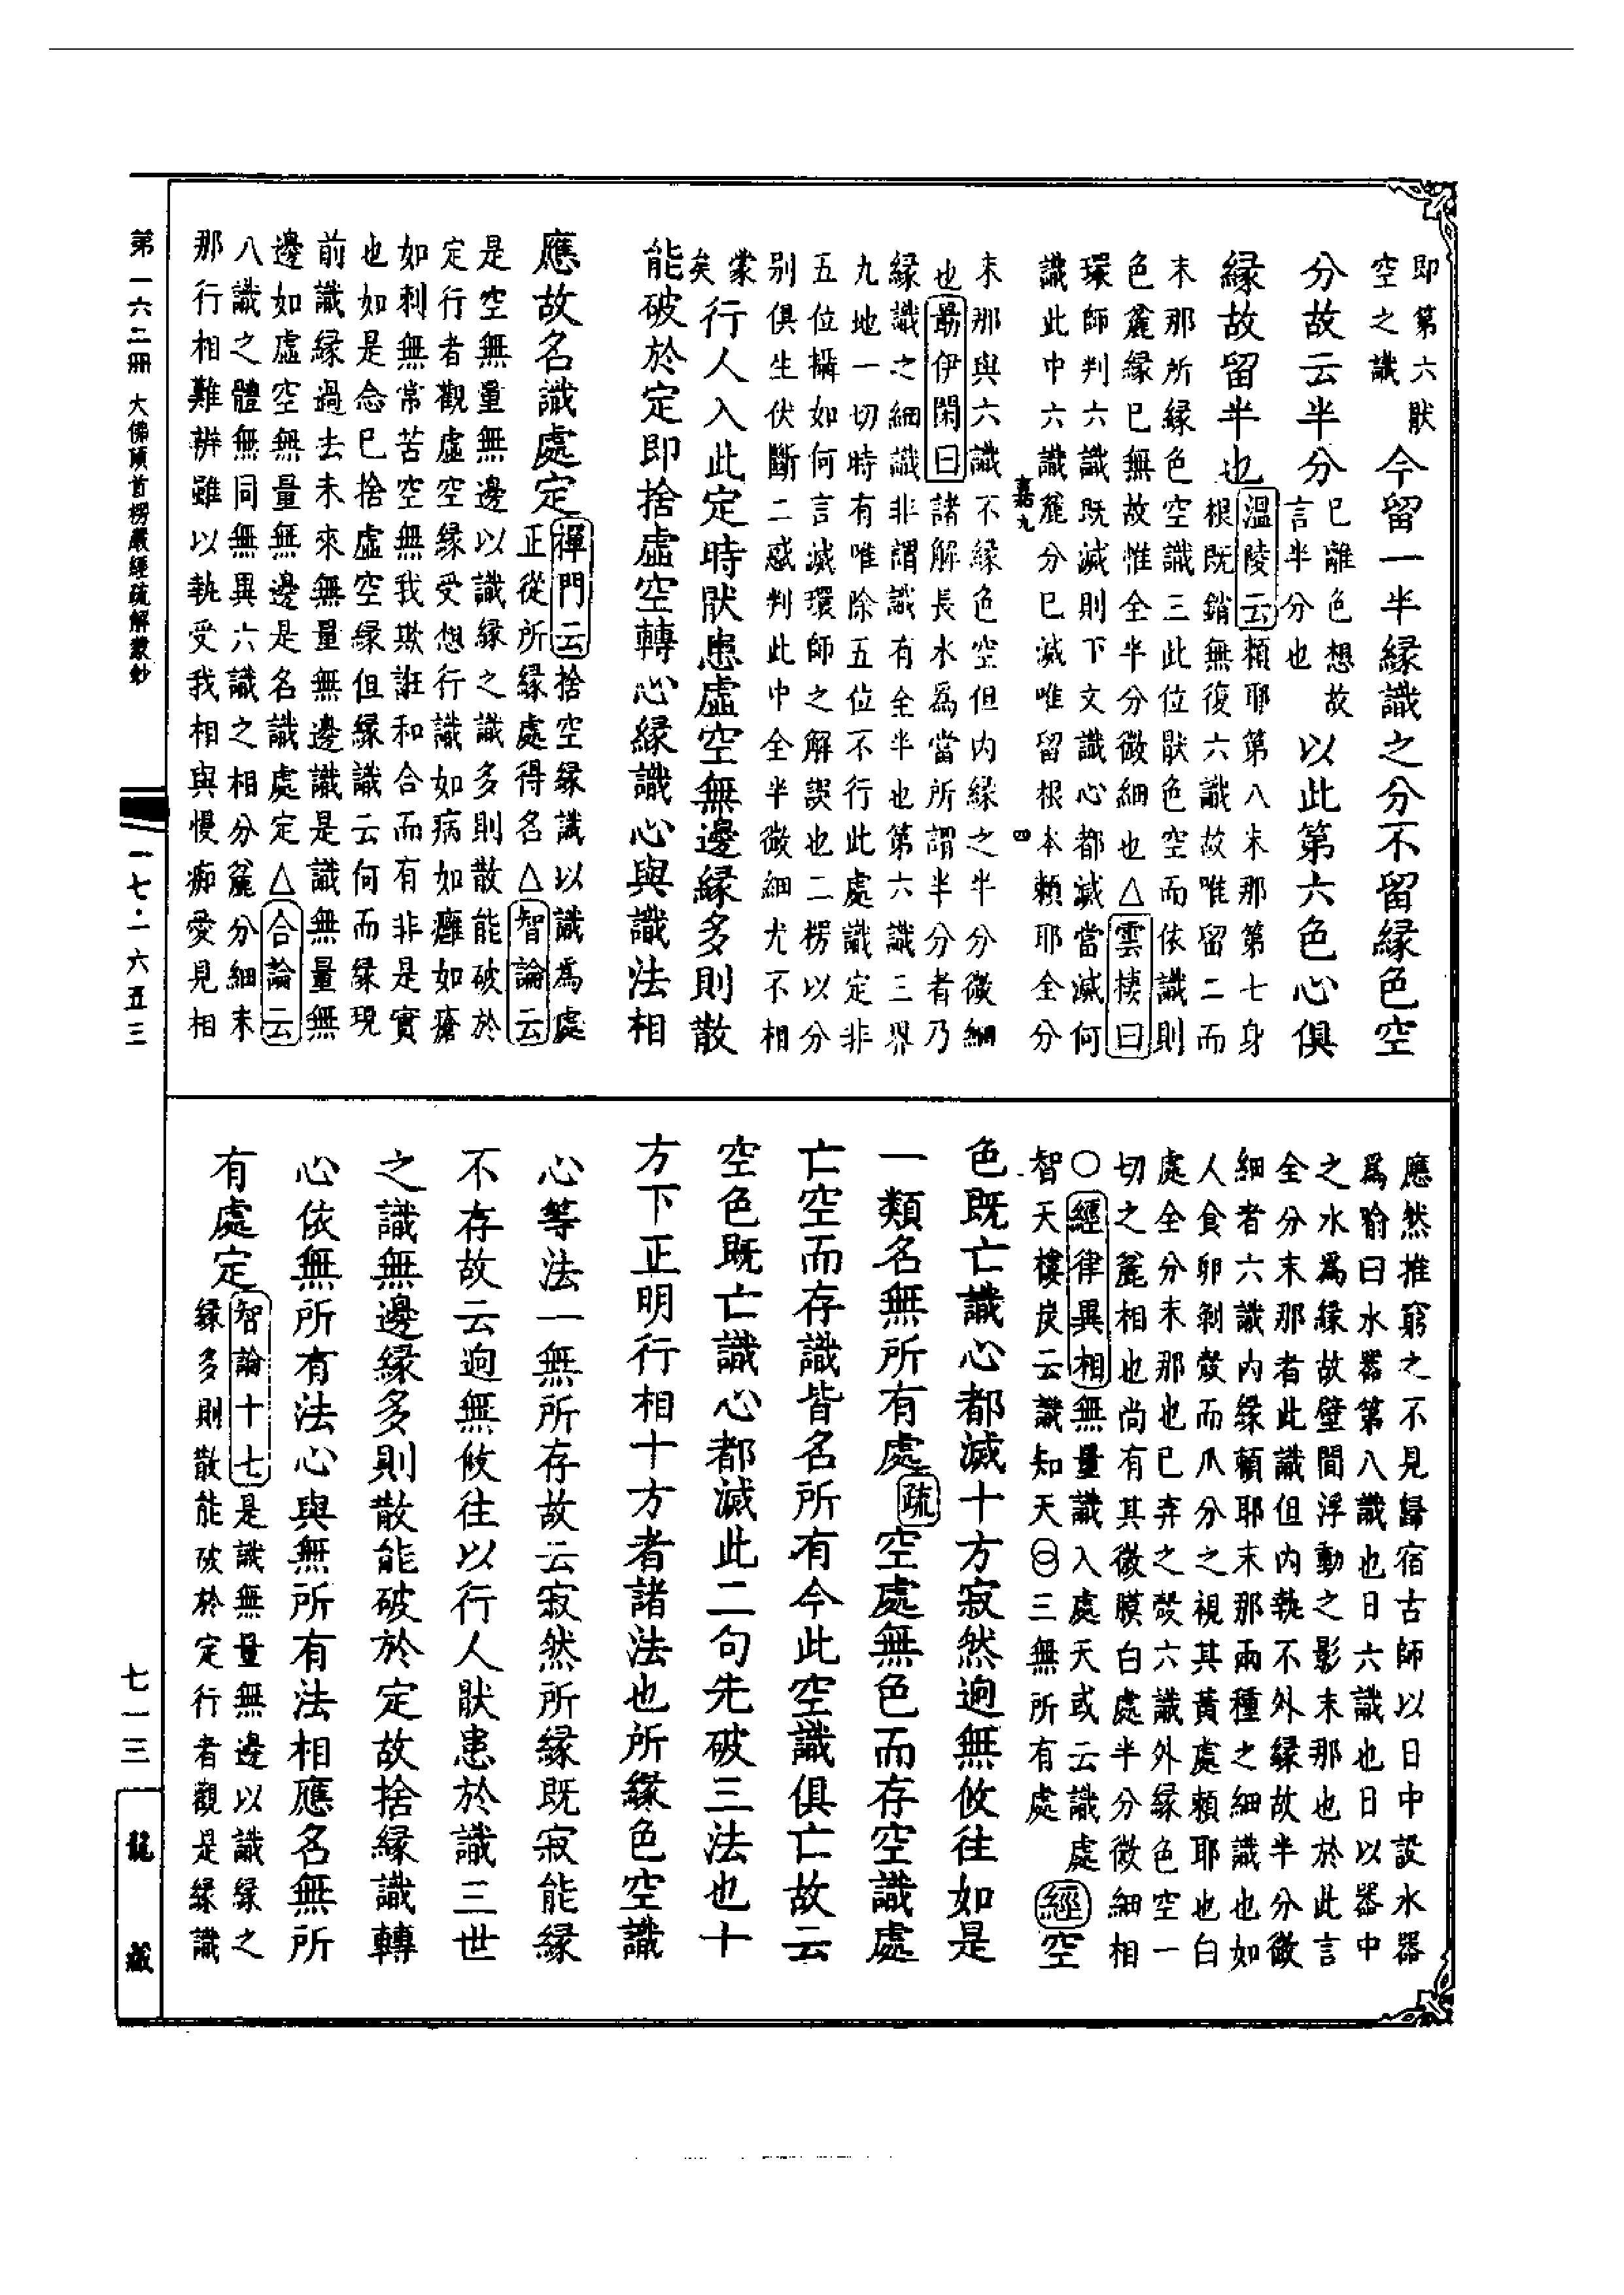 即第六猒
空之識
今留一半緣識之分不留緣色空
分故云半分
已離色想故
言半分也
以此第六色心俱
緣故留半也
溫陵云賴耶第八末那第七身
根既銷無復六識故唯留二而
末那所緣色空識三此位猒色空而依識則
色麄緣已無故惟全半分微細也△雲棲曰
環師判六識既滅則下文識心都滅當滅何
識此中六識麄分已滅唯留根本賴耶全分
嘉九
四
末那與六識不緣色空但內緣之半分微細
也最伊閑曰諸解長水為當所謂半分者乃
緣識之細識非謂識有全半也第六識三界
九地一切時有唯除五位不行此處識定非
五位攝如何言滅環師之解誤也二楞以分
別俱生伏斷二惑判此中全半微細尤不相
蒙
矣
行人入此定時猒患虛空無邊緣多則散
能破於定即捨虛空轉心緣識心與識法相
應故名識處定
禪門云捨空緣識以識為處
正從所緣處得名△智論云
是空無量無邊以識緣之識多則散能破於
定行者觀虛空緣受想行識如病如癰如瘡
如刺無常苦空無我欺誑和合而有非是實
也如是念已捨虛空緣但緣識云何而緣現
前識緣過去未來無量無邊識是識無量無
邊如虛空無量無邊是名識處定△合論云
八識之體無同無異六識之相分麄分細末
那行相難辨雖以執受我相與慢痴愛見相
應然推窮之不見歸宿古師以日中設水器
為喻曰水器第八識也日六識也日以器中
之水為緣故壁間浮動之影末那也於此言
全分末那者此識但內執不外緣故半分微
細者六識內緣賴耶末那兩種之細識也如
人食卵剝殼而爪分之視其黃處賴耶也白
處全分末那也已弃之殼六識外緣色空一
切之麄相也尚有其微膜白處半分微細相
〇經律異相無量識入處天或云識處
智天樓炭云識知天〇三無所有處
經空
色既亡識心都滅十方寂然逈無攸往如是
一類名無所有處疏空處無色而存空識處
亡空而存識皆名所有今此空識俱亡故云
空色既亡識心都滅此二句先破三法也十
方下正明行相十方者諸法也所緣色空識
心等法一無所存故云寂然所緣既寂能緣
不存故云逈無攸往以行人猒患於識三世
之識無邊緣多則散能破於定故捨緣識轉
心依無所有法心與無所有法相應名無所
有處定
智論十七是識無量無邊以識緣之
緣多則散能破於定行者觀是緣識
第一六二冊 大佛頂首楞嚴經疏解蒙鈔
一七·一六五三
七一三
龍藏